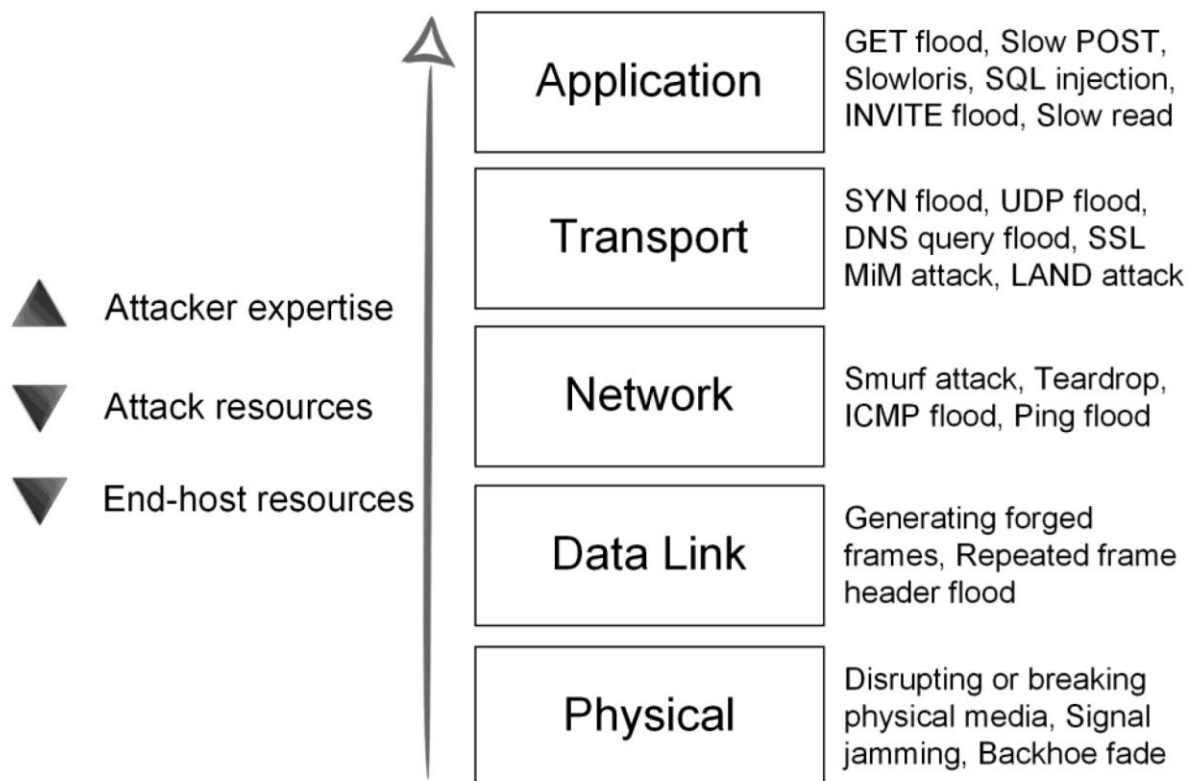 Application
GET flood, Slow POST,
Slowloris, SQL injection,
INVITE flood, Slow read
Transport
SYN flood, UDP flood,
DNS query flood, SSL
MiM attack, LAND attack
Attacker expertise
Attack resources
End-host resources
Network
Smurf attack, Teardrop,
ICMP flood, Ping flood
Data Link
Generating forged
frames, Repeated frame
header flood
Physical
Disrupting or breaking
physical media, Signal
jamming, Backhoe fade